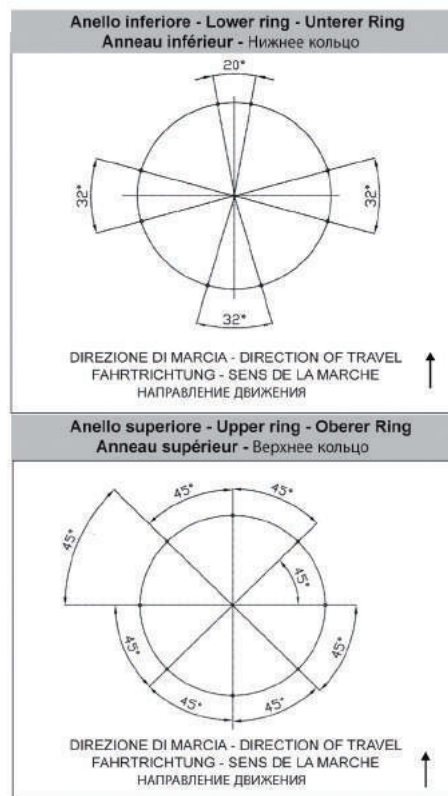 Anello inferiore - Lower ring - Unterer Ring
Anneau inférieur - Нижнее кольцо
20°
32°
32°
32°
DIREZIONE DI MARCIA - DIRECTION OF TRAVEL
FAHRTRICHTUNG - SENS DE LA MARCHE
НАПРАВЛЕНИЕ ДВИЖЕНИЯ
Anello superiore - Upper ring - Oberer Ring
Anneau supérieur - Верхнее кольцо
45°
45°
45°
45°
45°
45°
45°
45°
DIREZIONE DI MARCIA - DIRECTION OF TRAVEL
FAHRTRICHTUNG - SENS DE LA MARCHE
НАПРАВЛЕНИЕ ДВИЖЕНИЯ